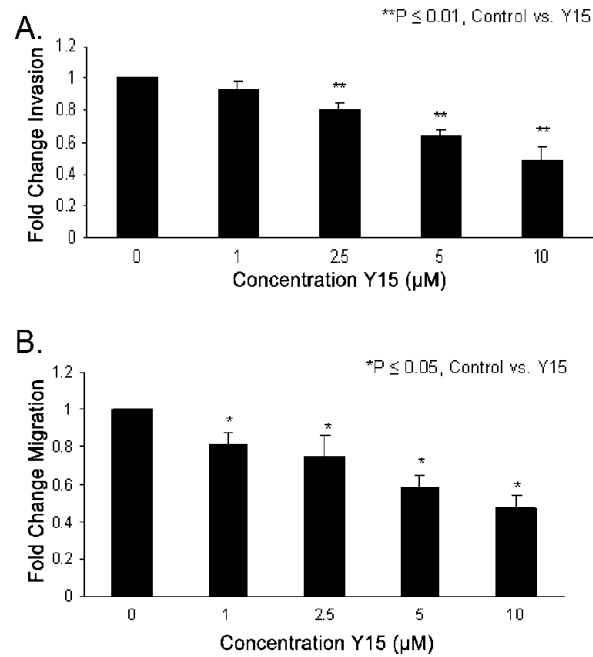 A.
**P ≤ 0.01, Control vs. Y15
Fold Change Invasion
1.2
1
0.8
0.6
0.4
0.2
0
**
**
**
0 1 2.5 5 10
Concentration Y15 (µM)
B.
*P ≤ 0.05, Control vs. Y15
Fold Change Migration
1.2
1
0.8
0.6
0.4
0.2
0
*
*
*
*
0 1 2.5 5 10
Concentration Y15 (µM)